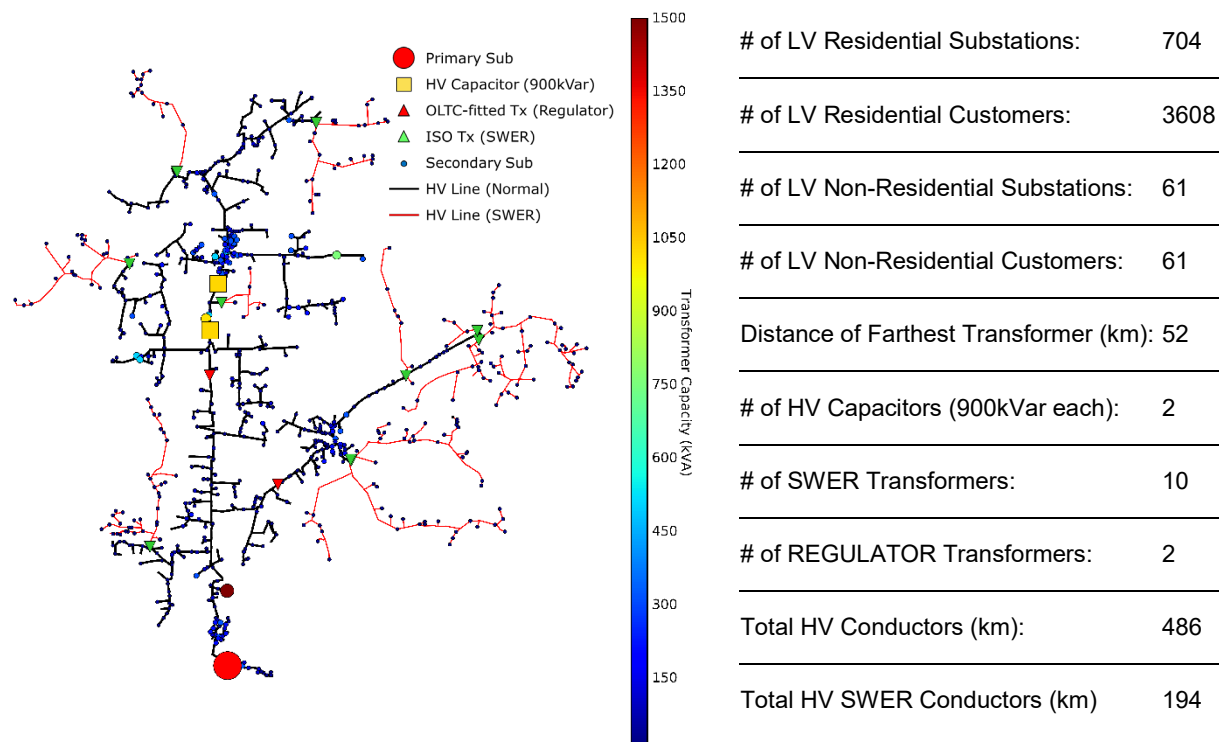 Primary Sub
HV Capacitor (900kVar)
OLTC-fitted Tx (Regulator)
ISO Tx (SWER)
Secondary Sub
HV Line (Normal)
HV Line (SWER)
1500
1350
1200
1050
900
750
600
450
300
150
Transformer Capacity (kVA)
# of LV Residential Substations: 704
# of LV Residential Customers: 3608
# of LV Non-Residential Substations: 61
# of LV Non-Residential Customers: 61
Distance of Farthest Transformer (km): 52
# of HV Capacitors (900kVar each): 2
# of SWER Transformers: 10
# of REGULATOR Transformers: 2
Total HV Conductors (km): 486
Total HV SWER Conductors (km) 194